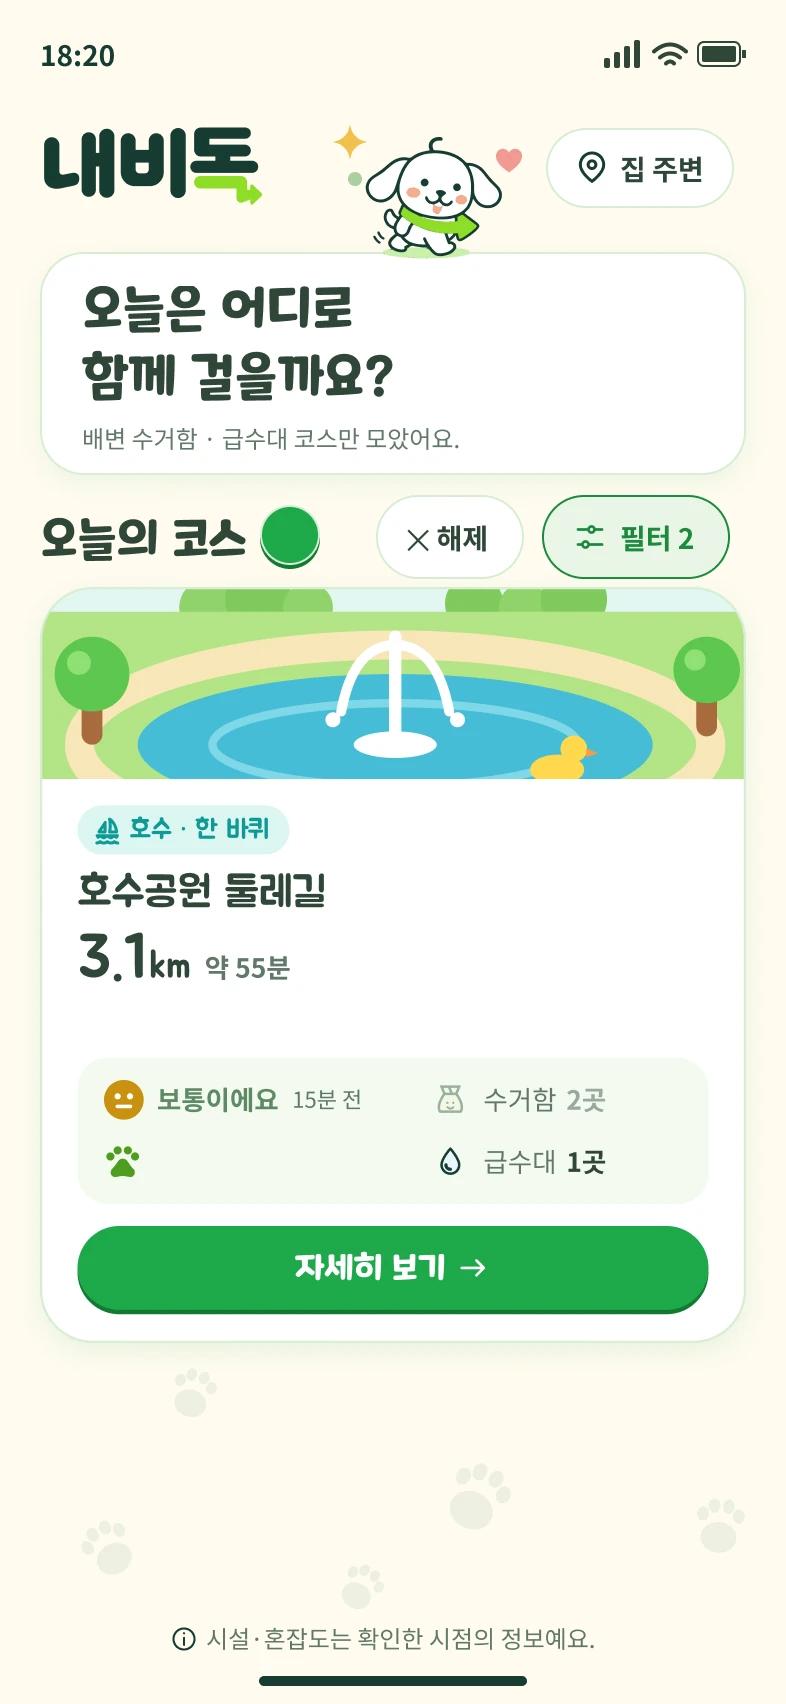 18:20
내비독
집 주변
오늘은 어디로
함께 걸을까요?
배변 수거함 · 급수대 코스만 모았어요.
오늘의 코스
해제
필터 2
호수 · 한 바퀴
호수공원 둘레길
3.1km 약 55분
보통이에요 15분 전
수거함 2곳
급수대 1곳
자세히 보기 →
시설·혼잡도는 확인한 시점의 정보예요.